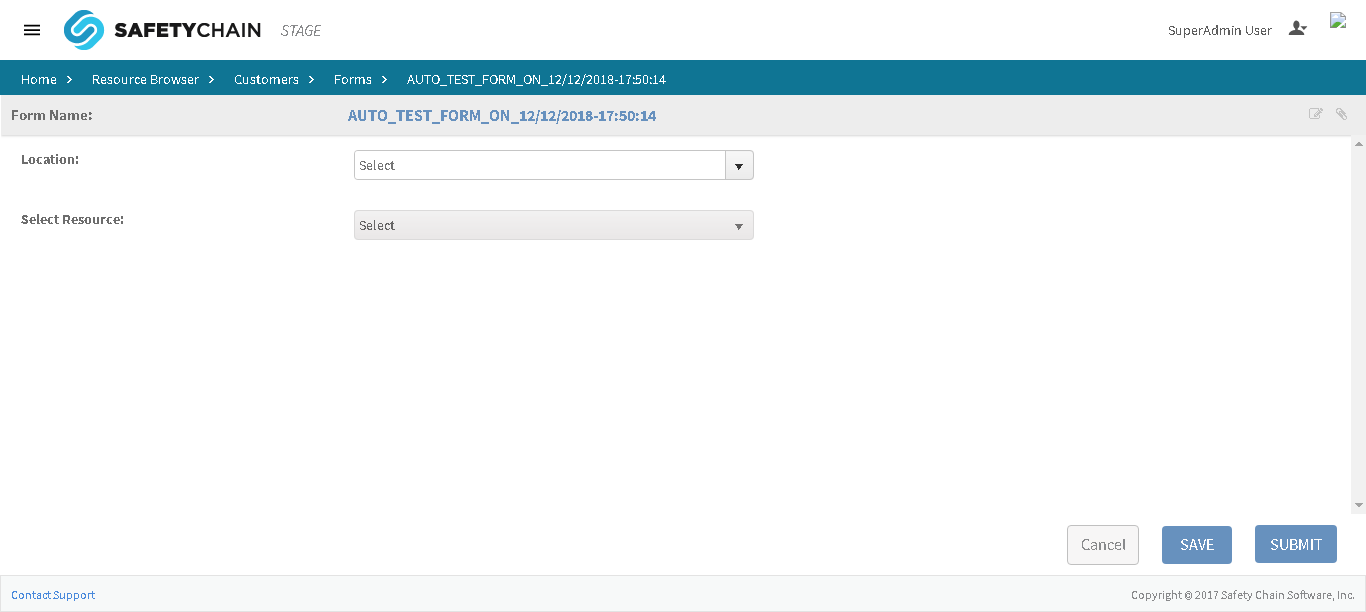 SAFETYCHAIN STAGE SuperAdmin User
Home > Resource Browser > Customers > Forms > AUTO_TEST_FORM_ON_12/12/2018-17:50:14
Form Name: AUTO_TEST_FORM_ON_12/12/2018-17:50:14
Location: Select
Select Resource: Select
Cancel SAVE SUBMIT
Contact Support Copyright © 2017 Safety Chain Software, Inc.